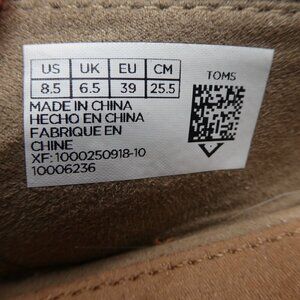 US UK EU CM
8.5 6.5 39 25.5
TOMS
MADE IN CHINA
HECHO EN CHINA
FABRIQUE EN
CHINE
XF: 1000250918-10
10006236